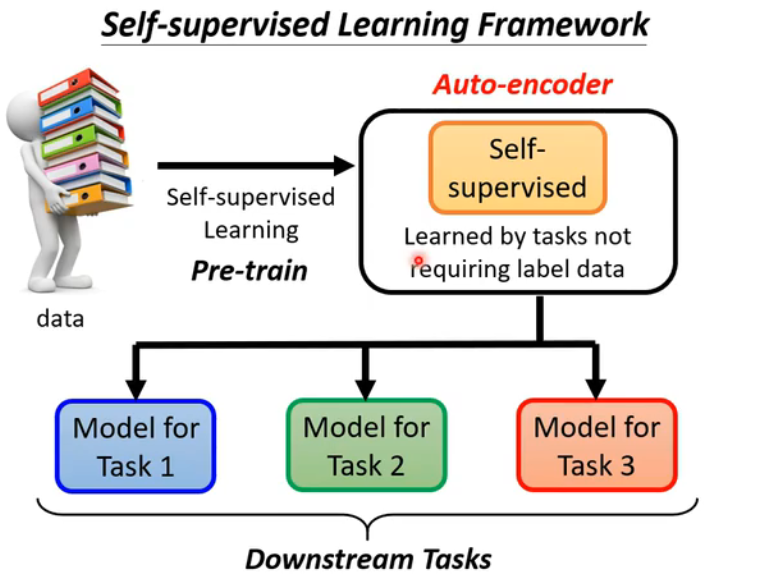 Self-supervised Learning Framework
Auto-encoder
Self-
supervised
Self-supervised
Learning
Pre-train
Learned by tasks not
requiring label data
data
Model for
Task 1
Model for
Task 2
Model for
Task 3
Downstream Tasks